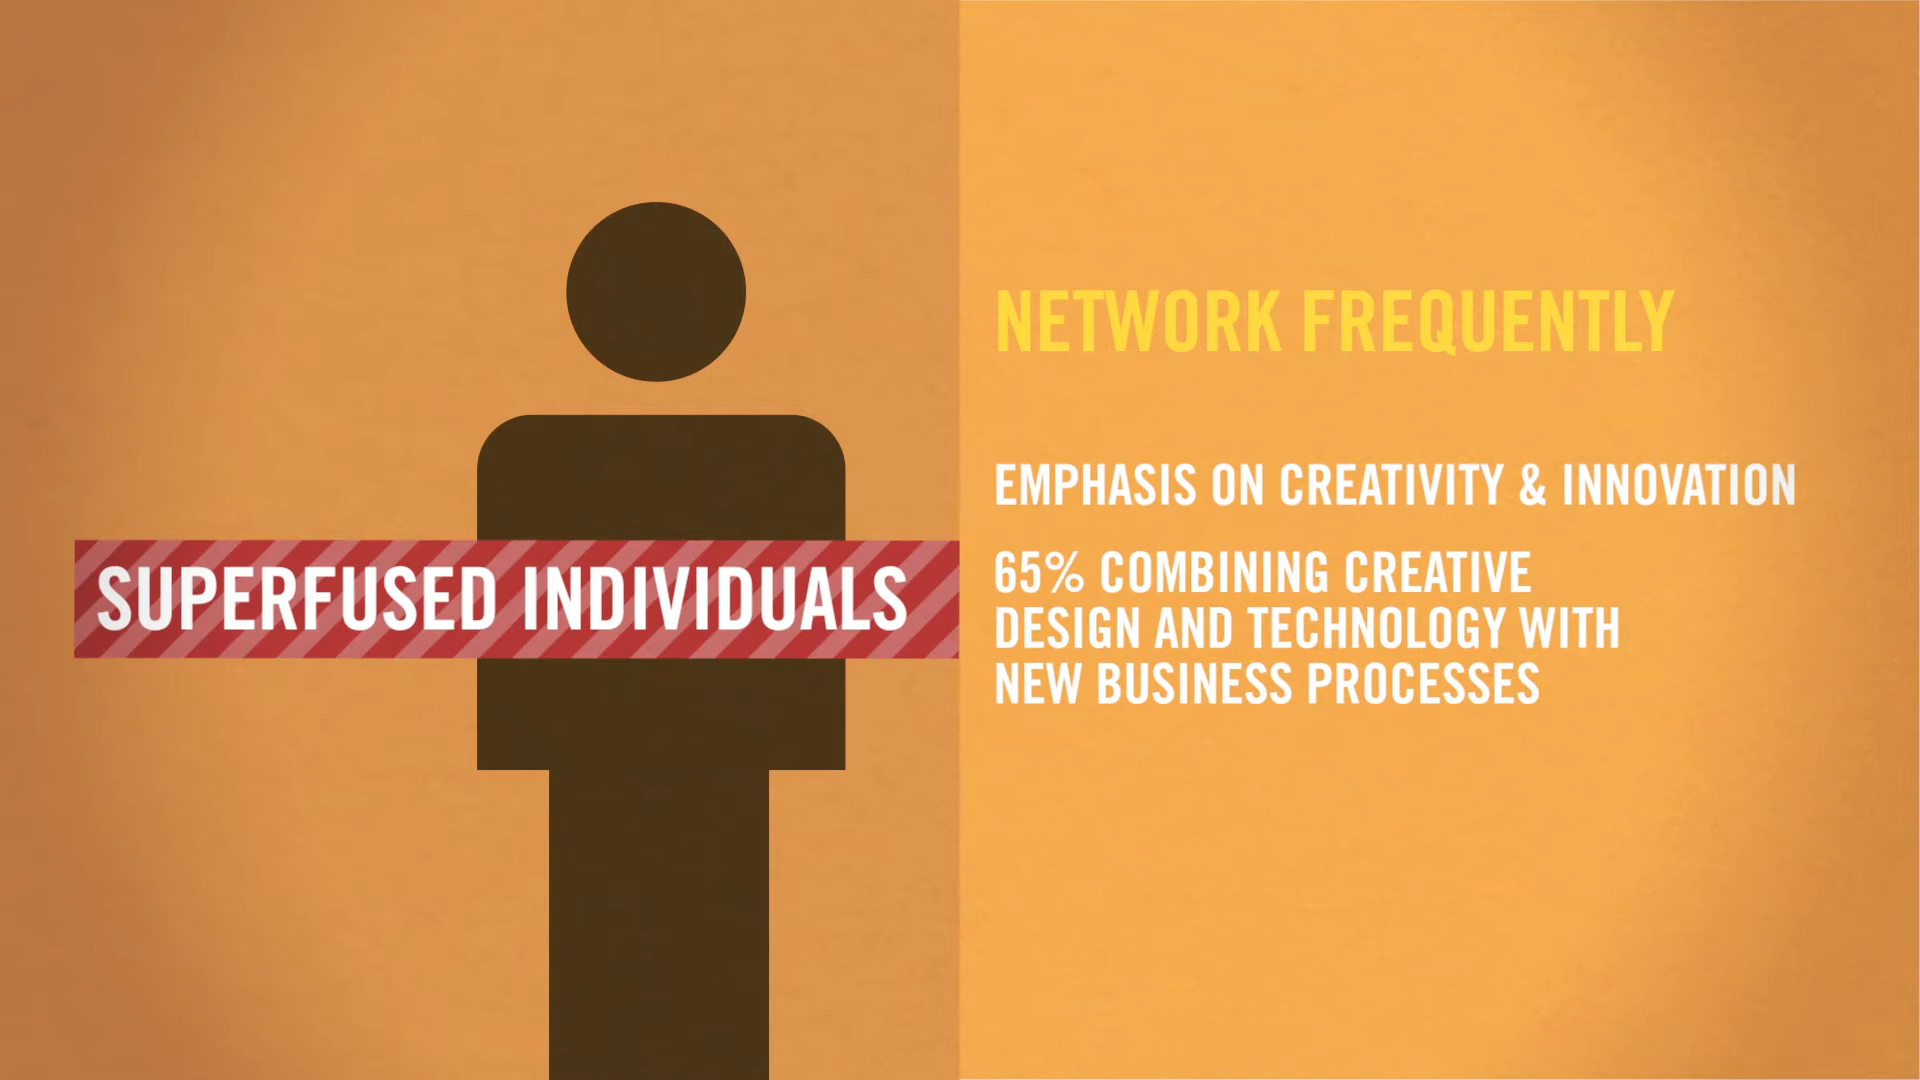 SUPERFUSED INDIVIDUALS
NETWORK FREQUENTLY
EMPHASIS ON CREATIVITY & INNOVATION
65% COMBINING CREATIVE
DESIGN AND TECHNOLOGY WITH
NEW BUSINESS PROCESSES